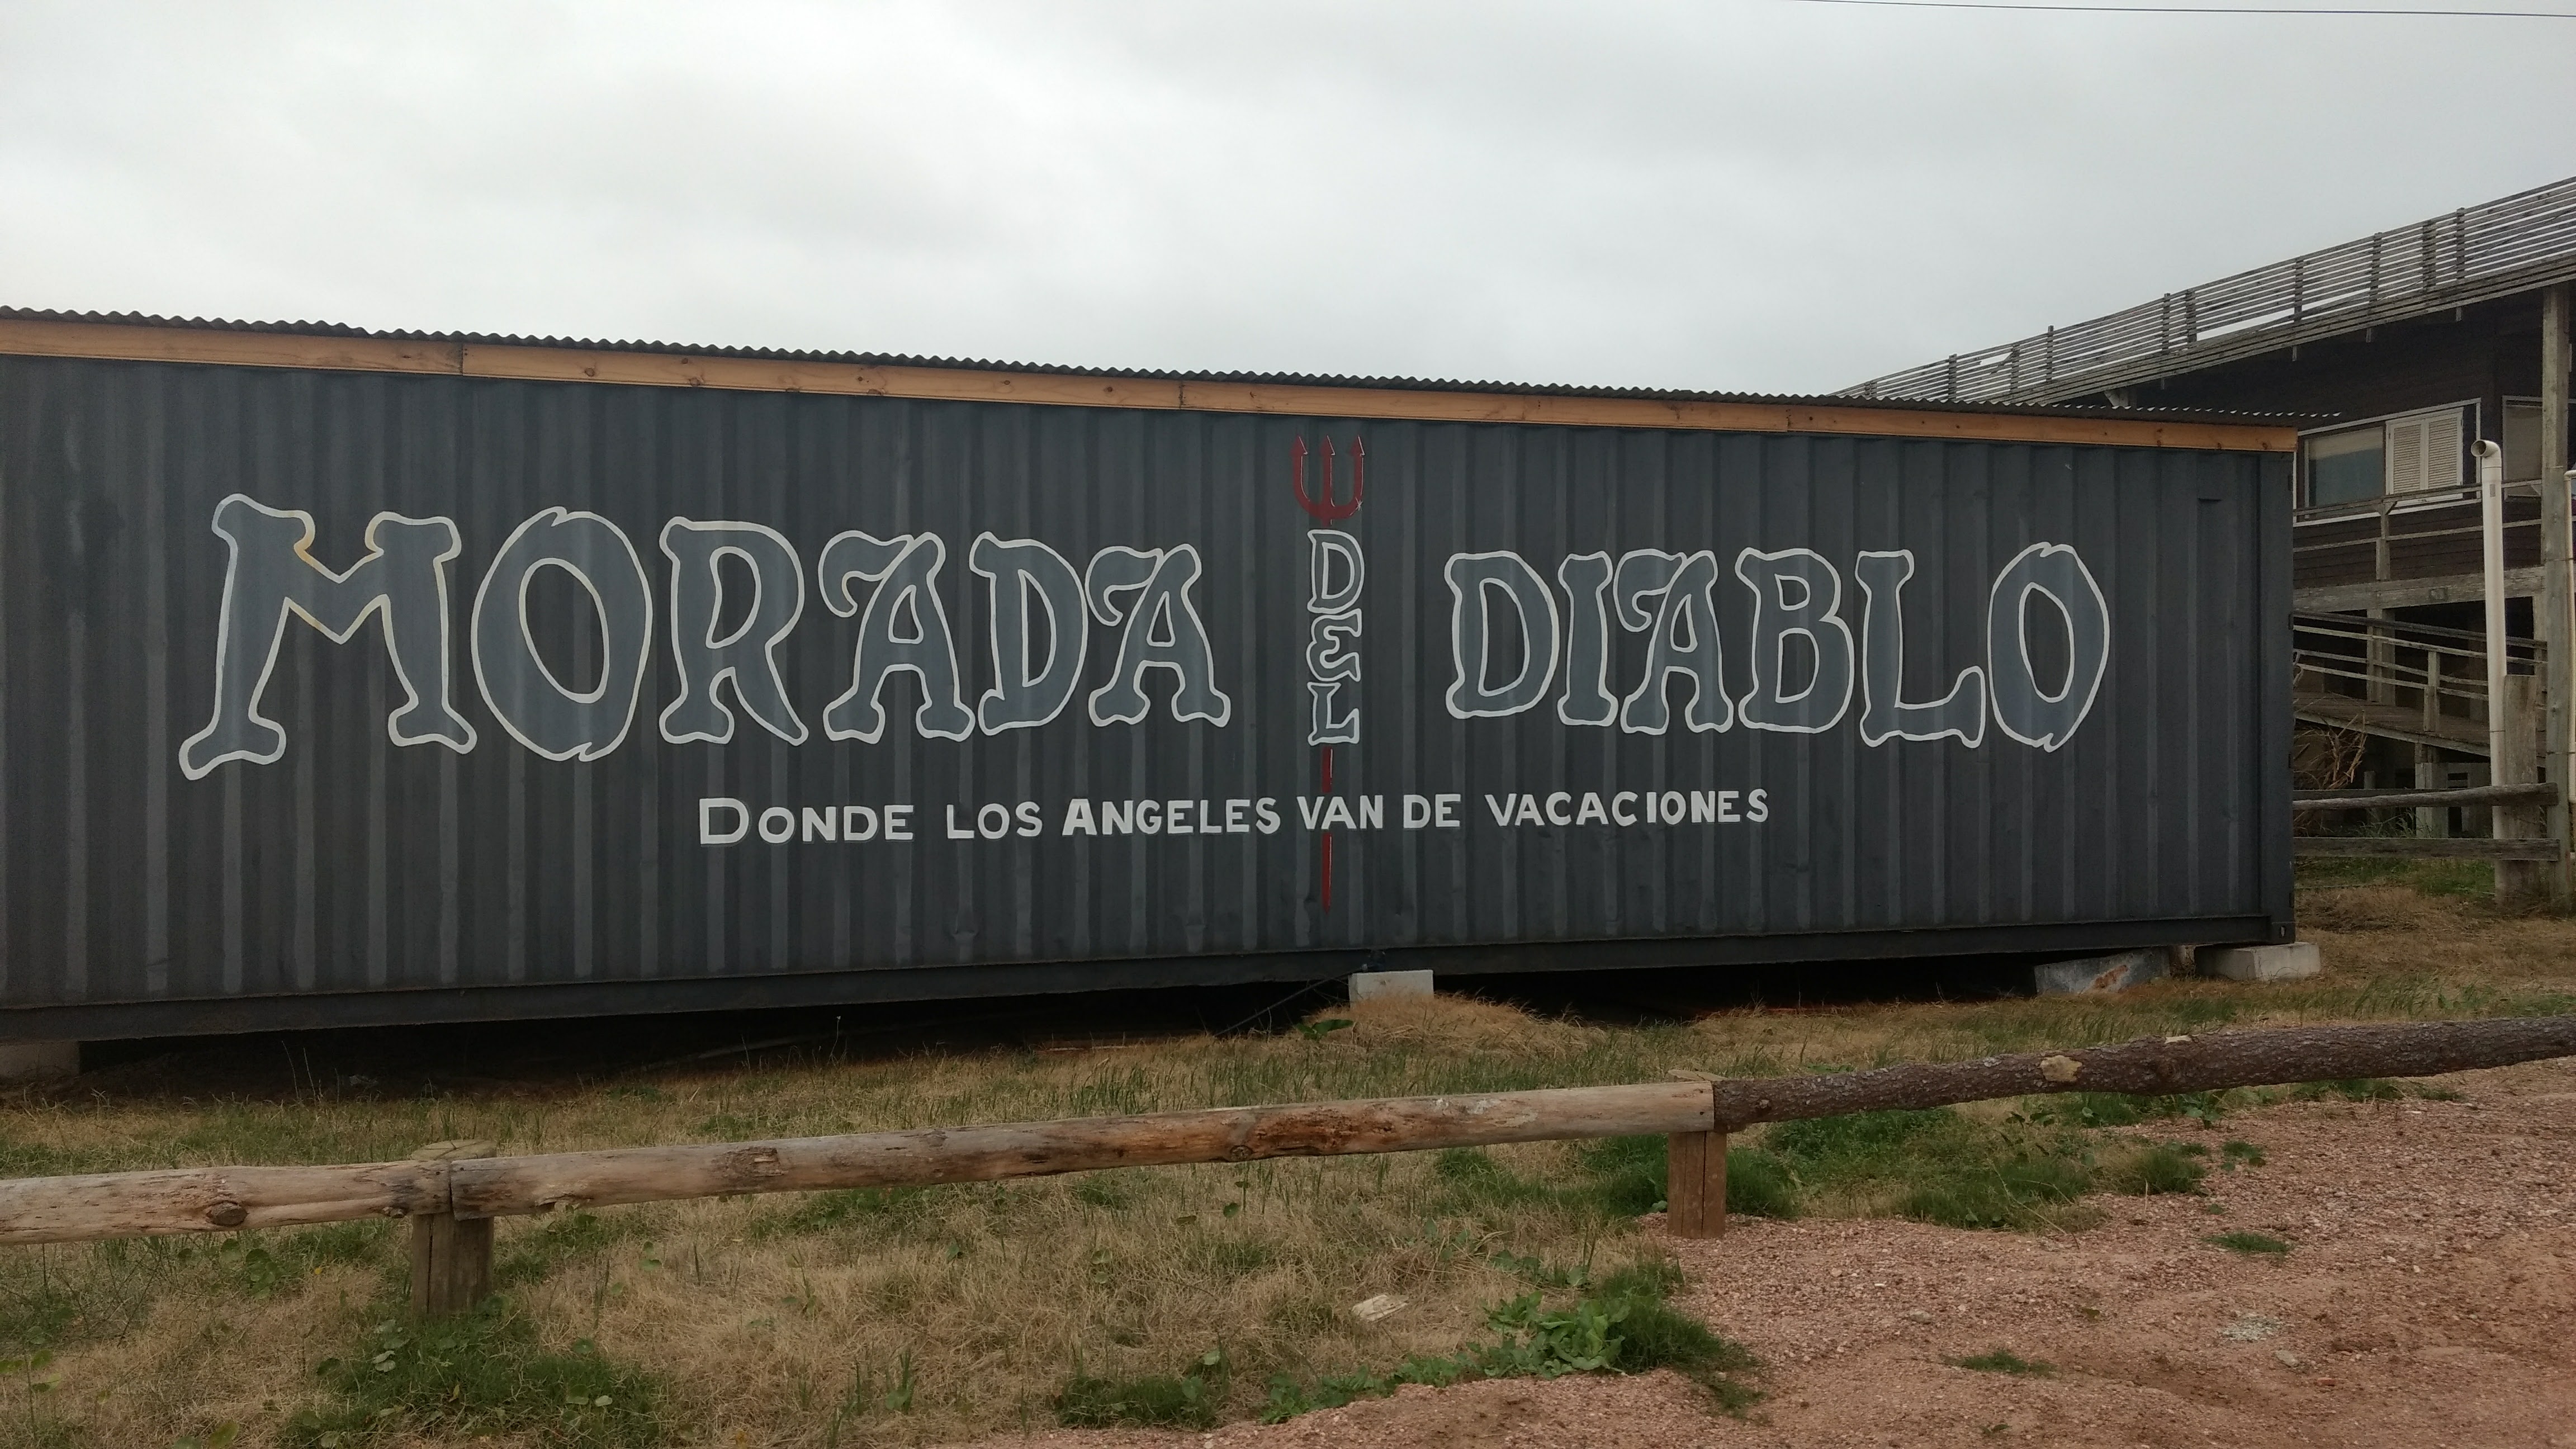 MORADA DEL DIABLO
DONDE LOS ANGELES VAN DE VACACIONES